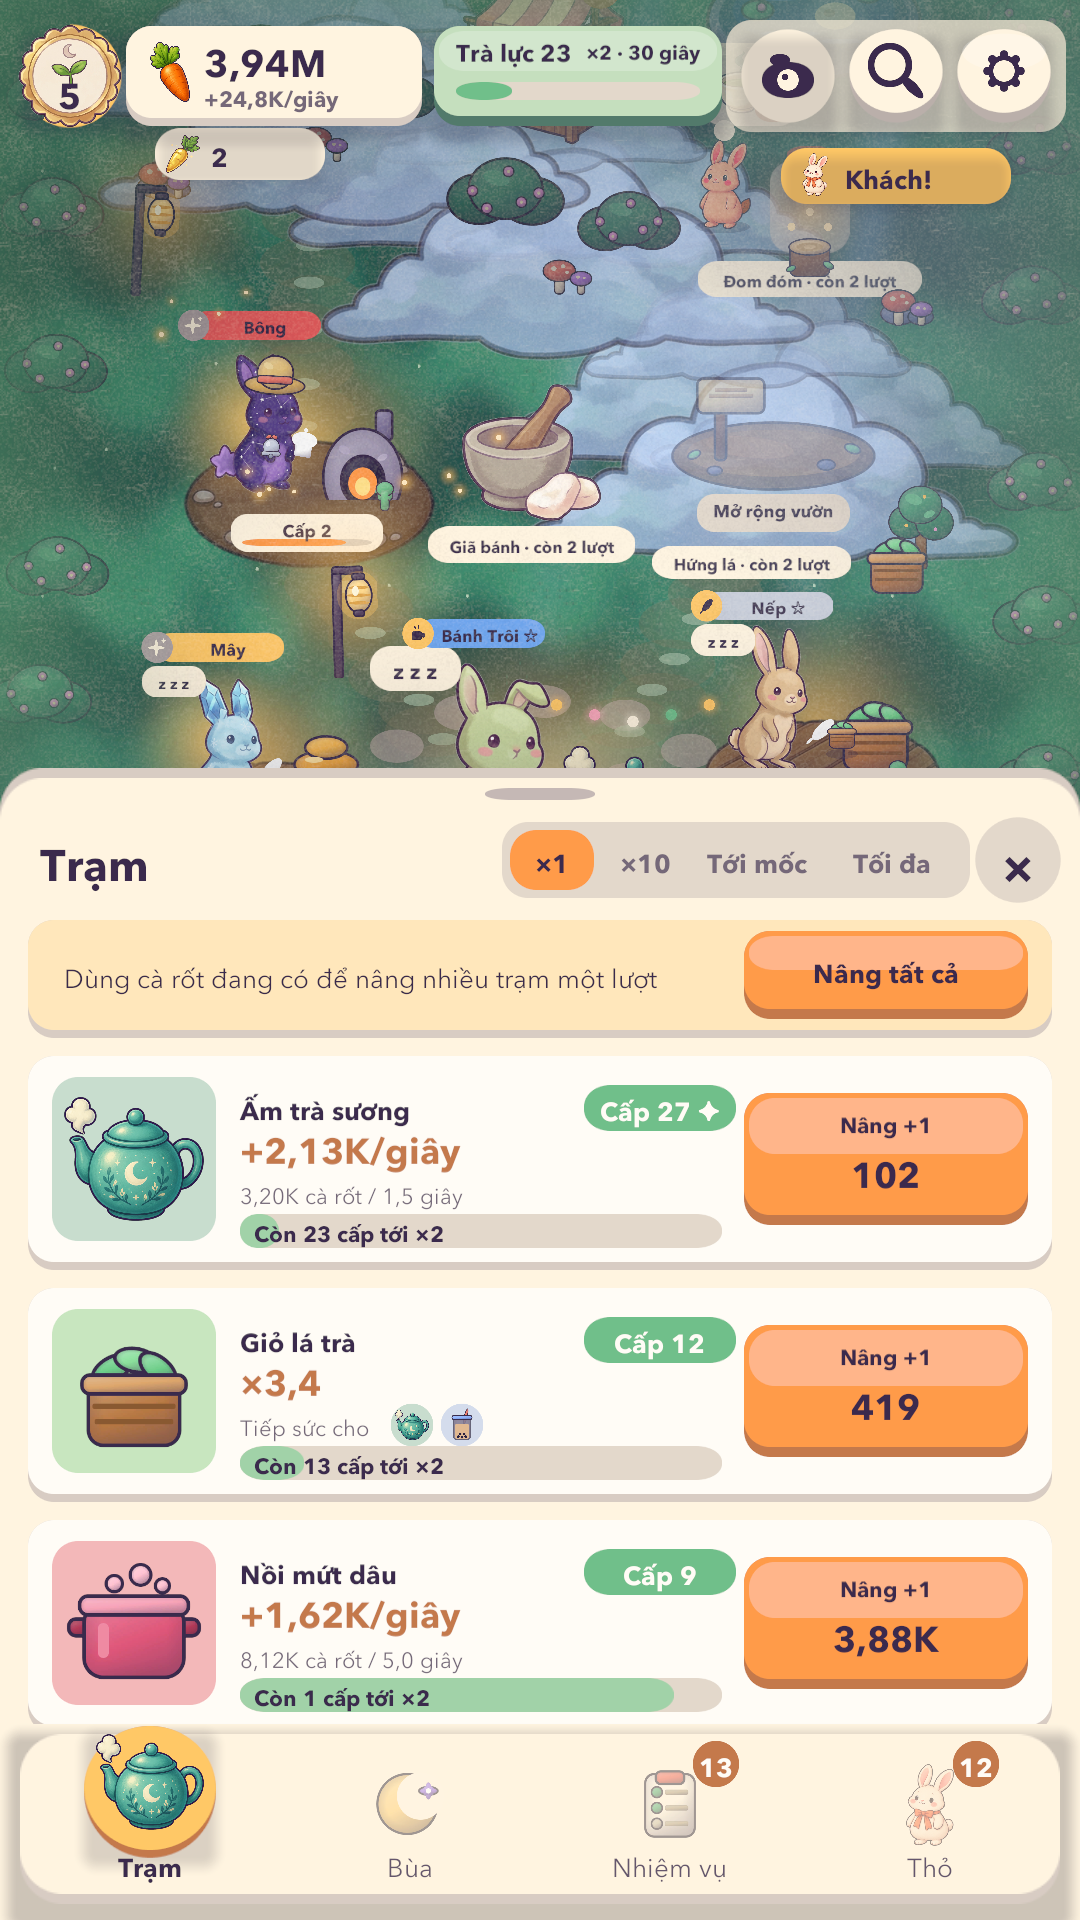 5
3,94M
+24,8K/giây
Trà lực 23 ×2 · 30 giây
2
Khách!
Đom đóm · còn 2 lượt
Bông
Cấp 2
Giã bánh · còn 2 lượt
Mở rộng vườn
Hứng lá · còn 2 lượt
Nếp ☆
z z z
Bánh Trôi ☆
z z z
Mây
z z z
Trạm
×1 ×10 Tới mốc Tối đa
×
Dùng cà rốt đang có để nâng nhiều trạm một lượt
Nâng tất cả
Ấm trà sương
Cấp 27 ✦
+2,13K/giây
3,20K cà rốt / 1,5 giây
Còn 23 cấp tới ×2
Nâng +1
102
Giỏ lá trà
Cấp 12
×3,4
Tiếp sức cho
Còn 13 cấp tới ×2
Nâng +1
419
Nồi mứt dâu
Cấp 9
+1,62K/giây
8,12K cà rốt / 5,0 giây
Còn 1 cấp tới ×2
Nâng +1
3,88K
Trạm
Bùa
13
Nhiệm vụ
12
Thỏ